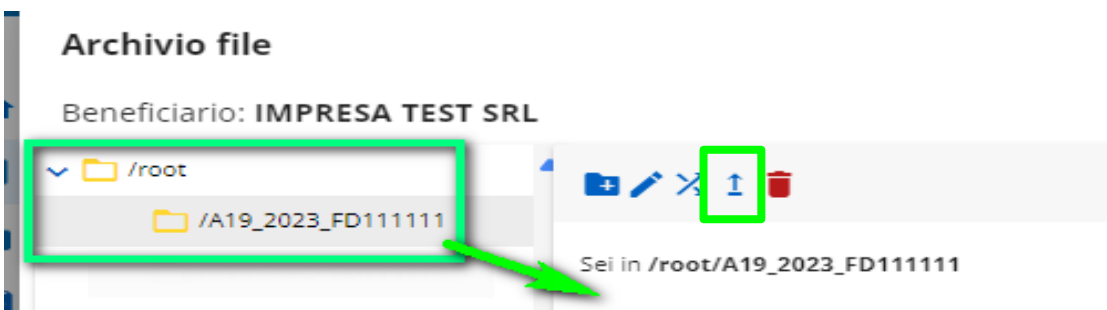 Archivio file
Beneficiario: IMPRESA TEST SRL
/root
/A19_2023_FD111111
Sei in /root/A19_2023_FD111111